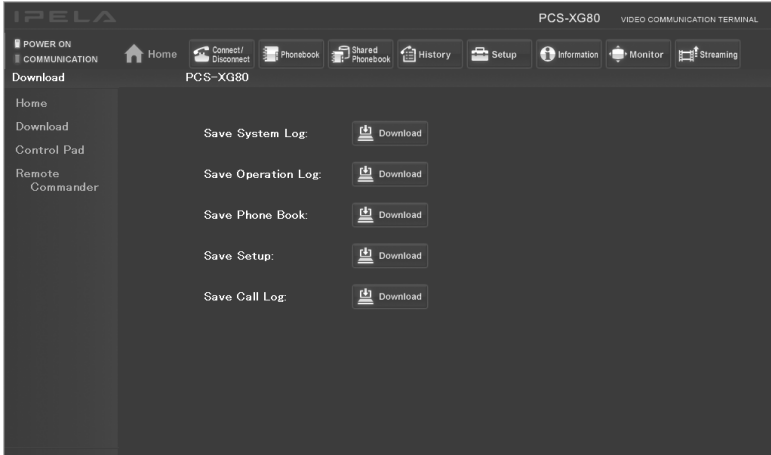 IPELA
PCS-XG80 VIDEO COMMUNICATION TERMINAL
POWER ON
COMMUNICATION
Home
Connect/
Disconnect
Phonebook
Shared
Phonebook
History
Setup
Information
Monitor
Streaming
Download
PCS-XG80
Home
Download
Control Pad
Remote
Commander
Save System Log: Download
Save Operation Log: Download
Save Phone Book: Download
Save Setup: Download
Save Call Log: Download